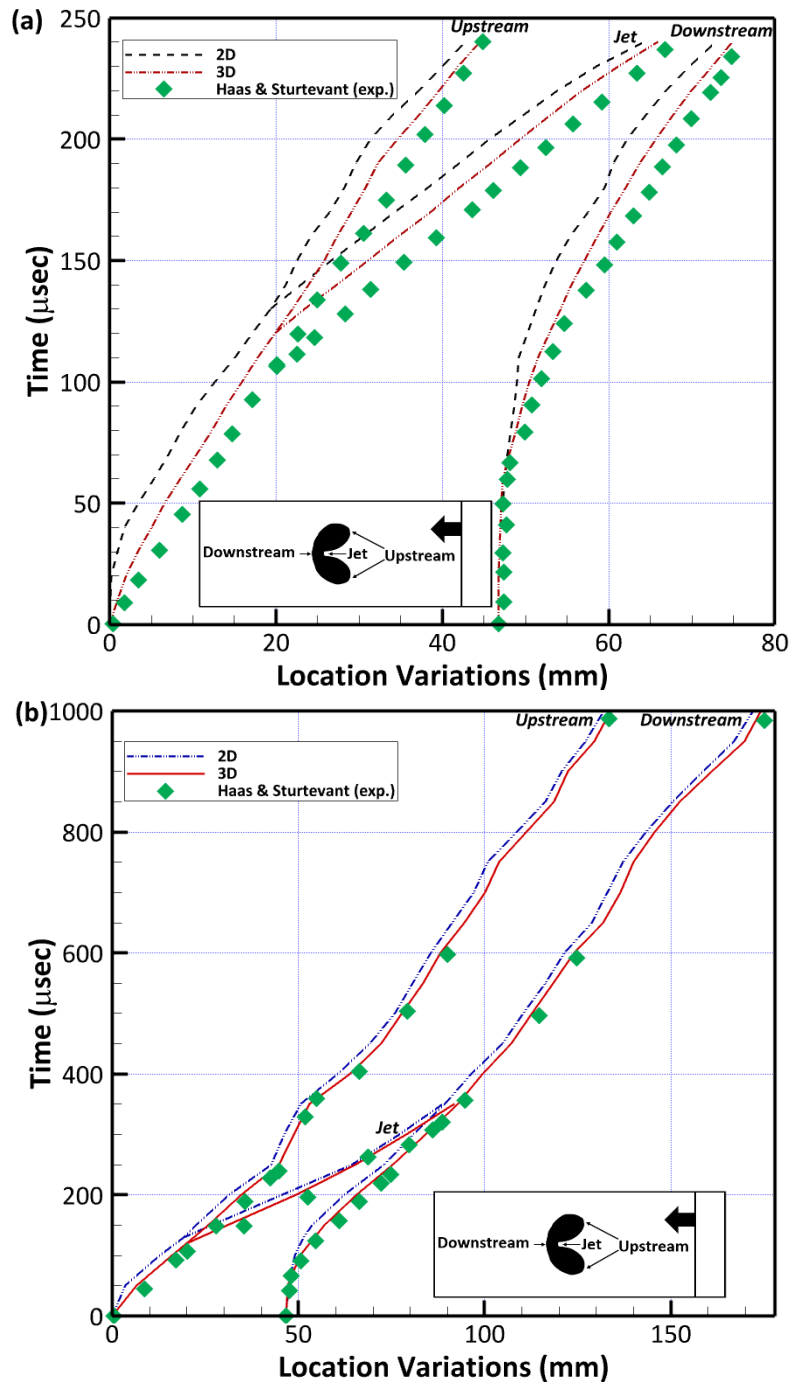 (a)
250
200
150
100
50
0
Time (μsec)
2D
3D
Haas & Sturtevant (exp.)
Upstream
Jet
Downstream
Downstream
Jet
Upstream
0
20
40
60
80
Location Variations (mm)
(b)
1000
800
600
400
200
0
Time (μsec)
2D
3D
Haas & Sturtevant (exp.)
Upstream
Downstream
Jet
Downstream
Jet
Upstream
0
50
100
150
Location Variations (mm)